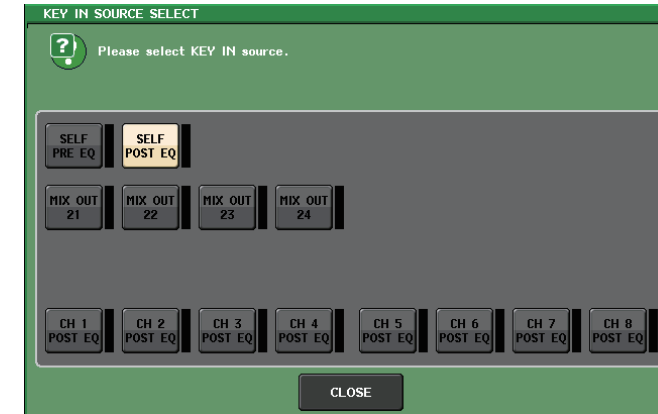 KEY IN SOURCE SELECT
?
Please select KEY IN source.
SELF
PRE EQ
SELF
POST EQ
MIX OUT
21
MIX OUT
22
MIX OUT
23
MIX OUT
24
CH 1
POST EQ
CH 2
POST EQ
CH 3
POST EQ
CH 4
POST EQ
CH 5
POST EQ
CH 6
POST EQ
CH 7
POST EQ
CH 8
POST EQ
CLOSE